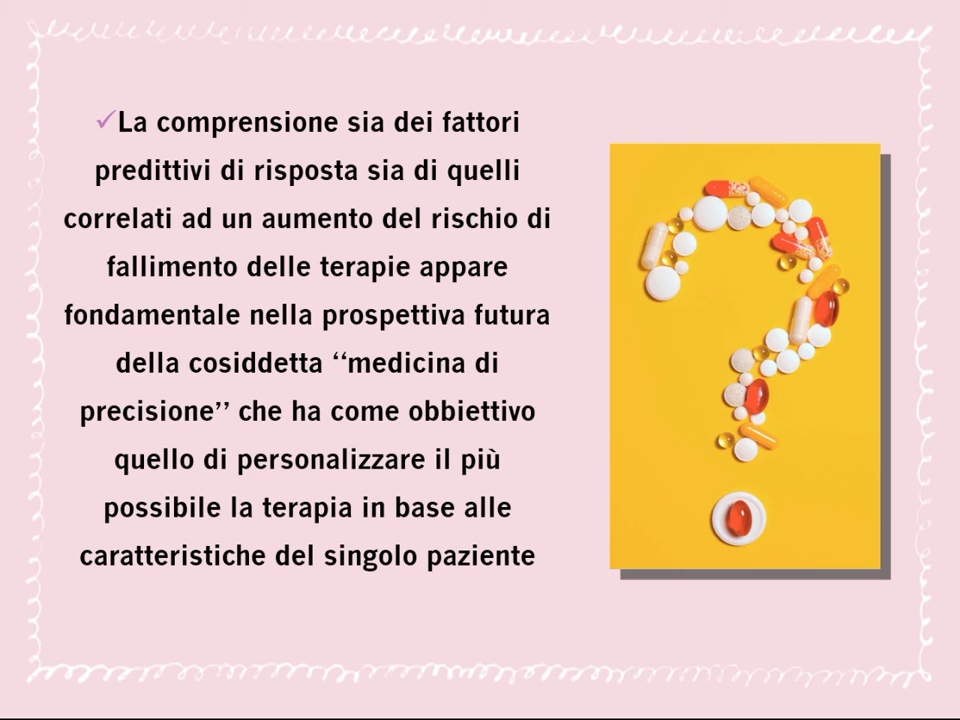 ✓La comprensione sia dei fattori
predittivi di risposta sia di quelli
correlati ad un aumento del rischio di
fallimento delle terapie appare
fondamentale nella prospettiva futura
della cosiddetta “medicina di
precisione” che ha come obbiettivo
quello di personalizzare il più
possibile la terapia in base alle
caratteristiche del singolo paziente